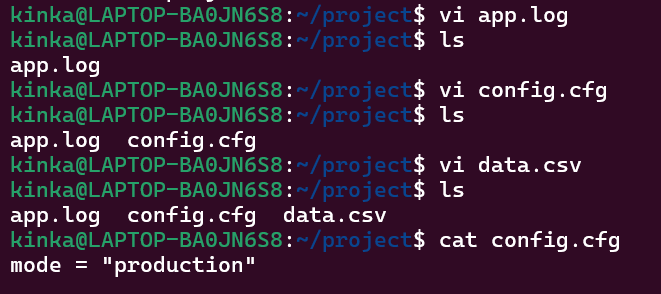 kinka@LAPTOP-BA0JN6S8:~/project$ vi app.log
kinka@LAPTOP-BA0JN6S8:~/project$ ls
app.log
kinka@LAPTOP-BA0JN6S8:~/project$ vi config.cfg
kinka@LAPTOP-BA0JN6S8:~/project$ ls
app.log  config.cfg
kinka@LAPTOP-BA0JN6S8:~/project$ vi data.csv
kinka@LAPTOP-BA0JN6S8:~/project$ ls
app.log  config.cfg  data.csv
kinka@LAPTOP-BA0JN6S8:~/project$ cat config.cfg
mode = "production"